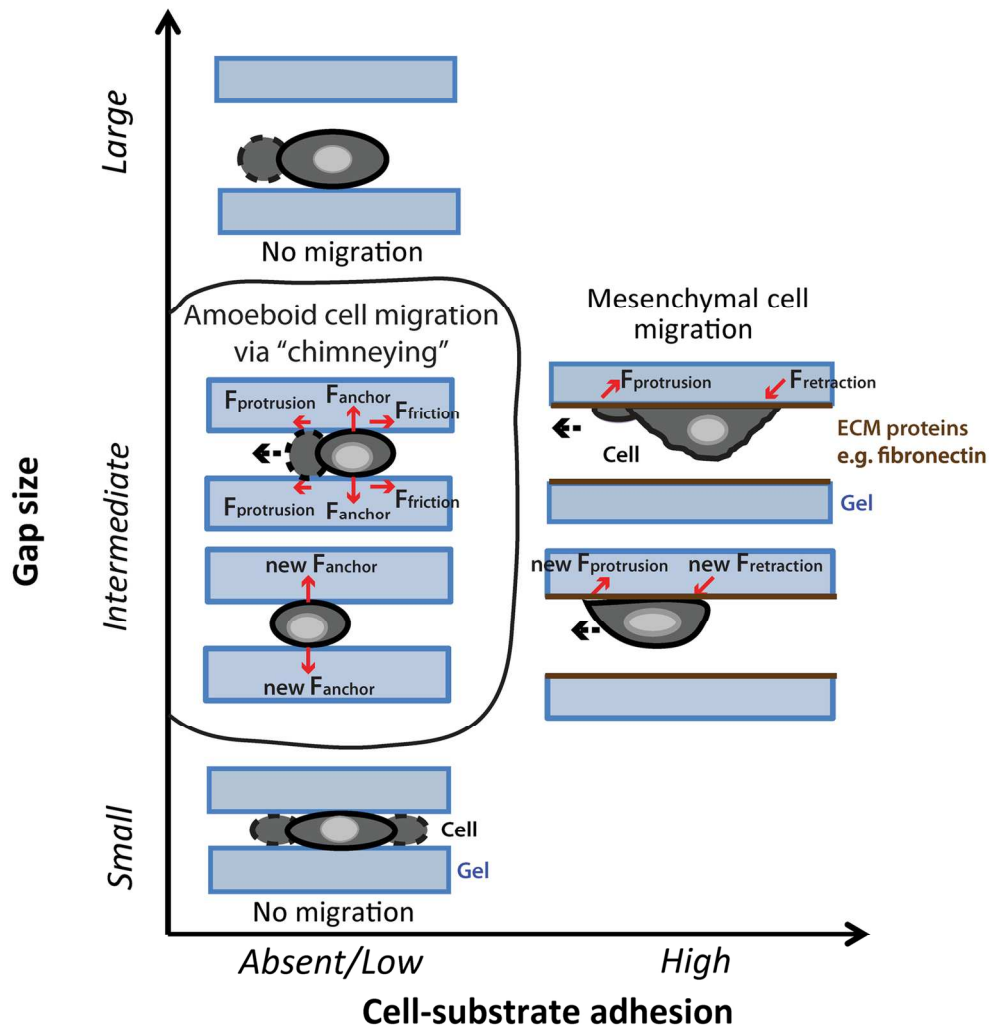 Gap size
Large
Intermediate
Small
No migration
Amoeboid cell migration
via “chimneying”
Fprotrusion
Fanchor
Ffriction
Fprotrusion
Fanchor
Ffriction
new Fanchor
new Fanchor
Mesenchymal cell
migration
Fprotrusion
Fretraction
Cell
ECM proteins
e.g. fibronectin
Gel
new Fprotrusion
new Fretraction
Cell
Gel
No migration
Absent/Low
High
Cell-substrate adhesion